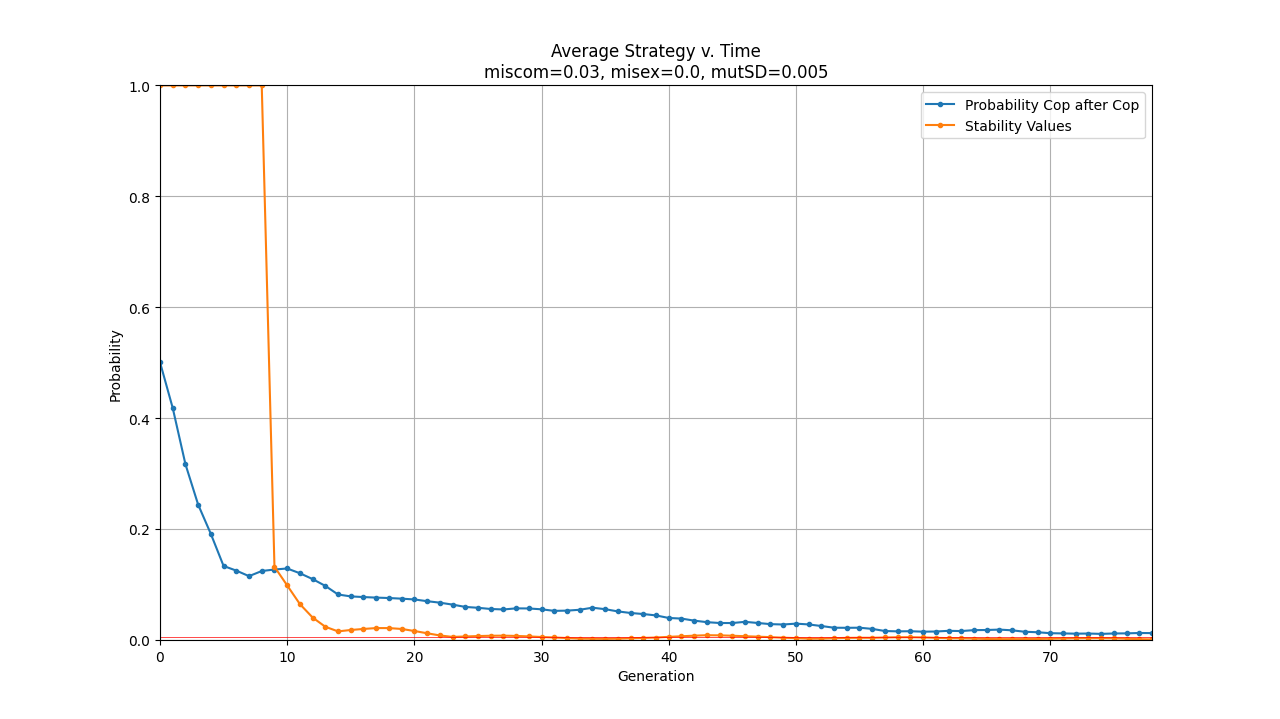 Average Strategy v. Time
miscom=0.03, misex=0.0, mutSD=0.005
Probability Cop after Cop
Stability Values
1.0
0.8
0.6
0.4
0.2
0.0
Probability
0 10 20 30 40 50 60 70
Generation